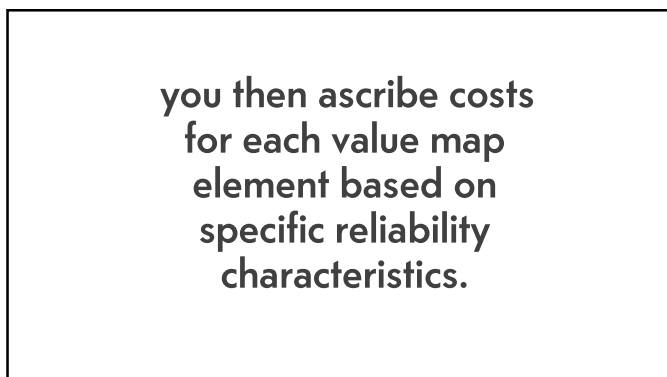 you then ascribe costs
for each value map
element based on
specific reliability
characteristics.